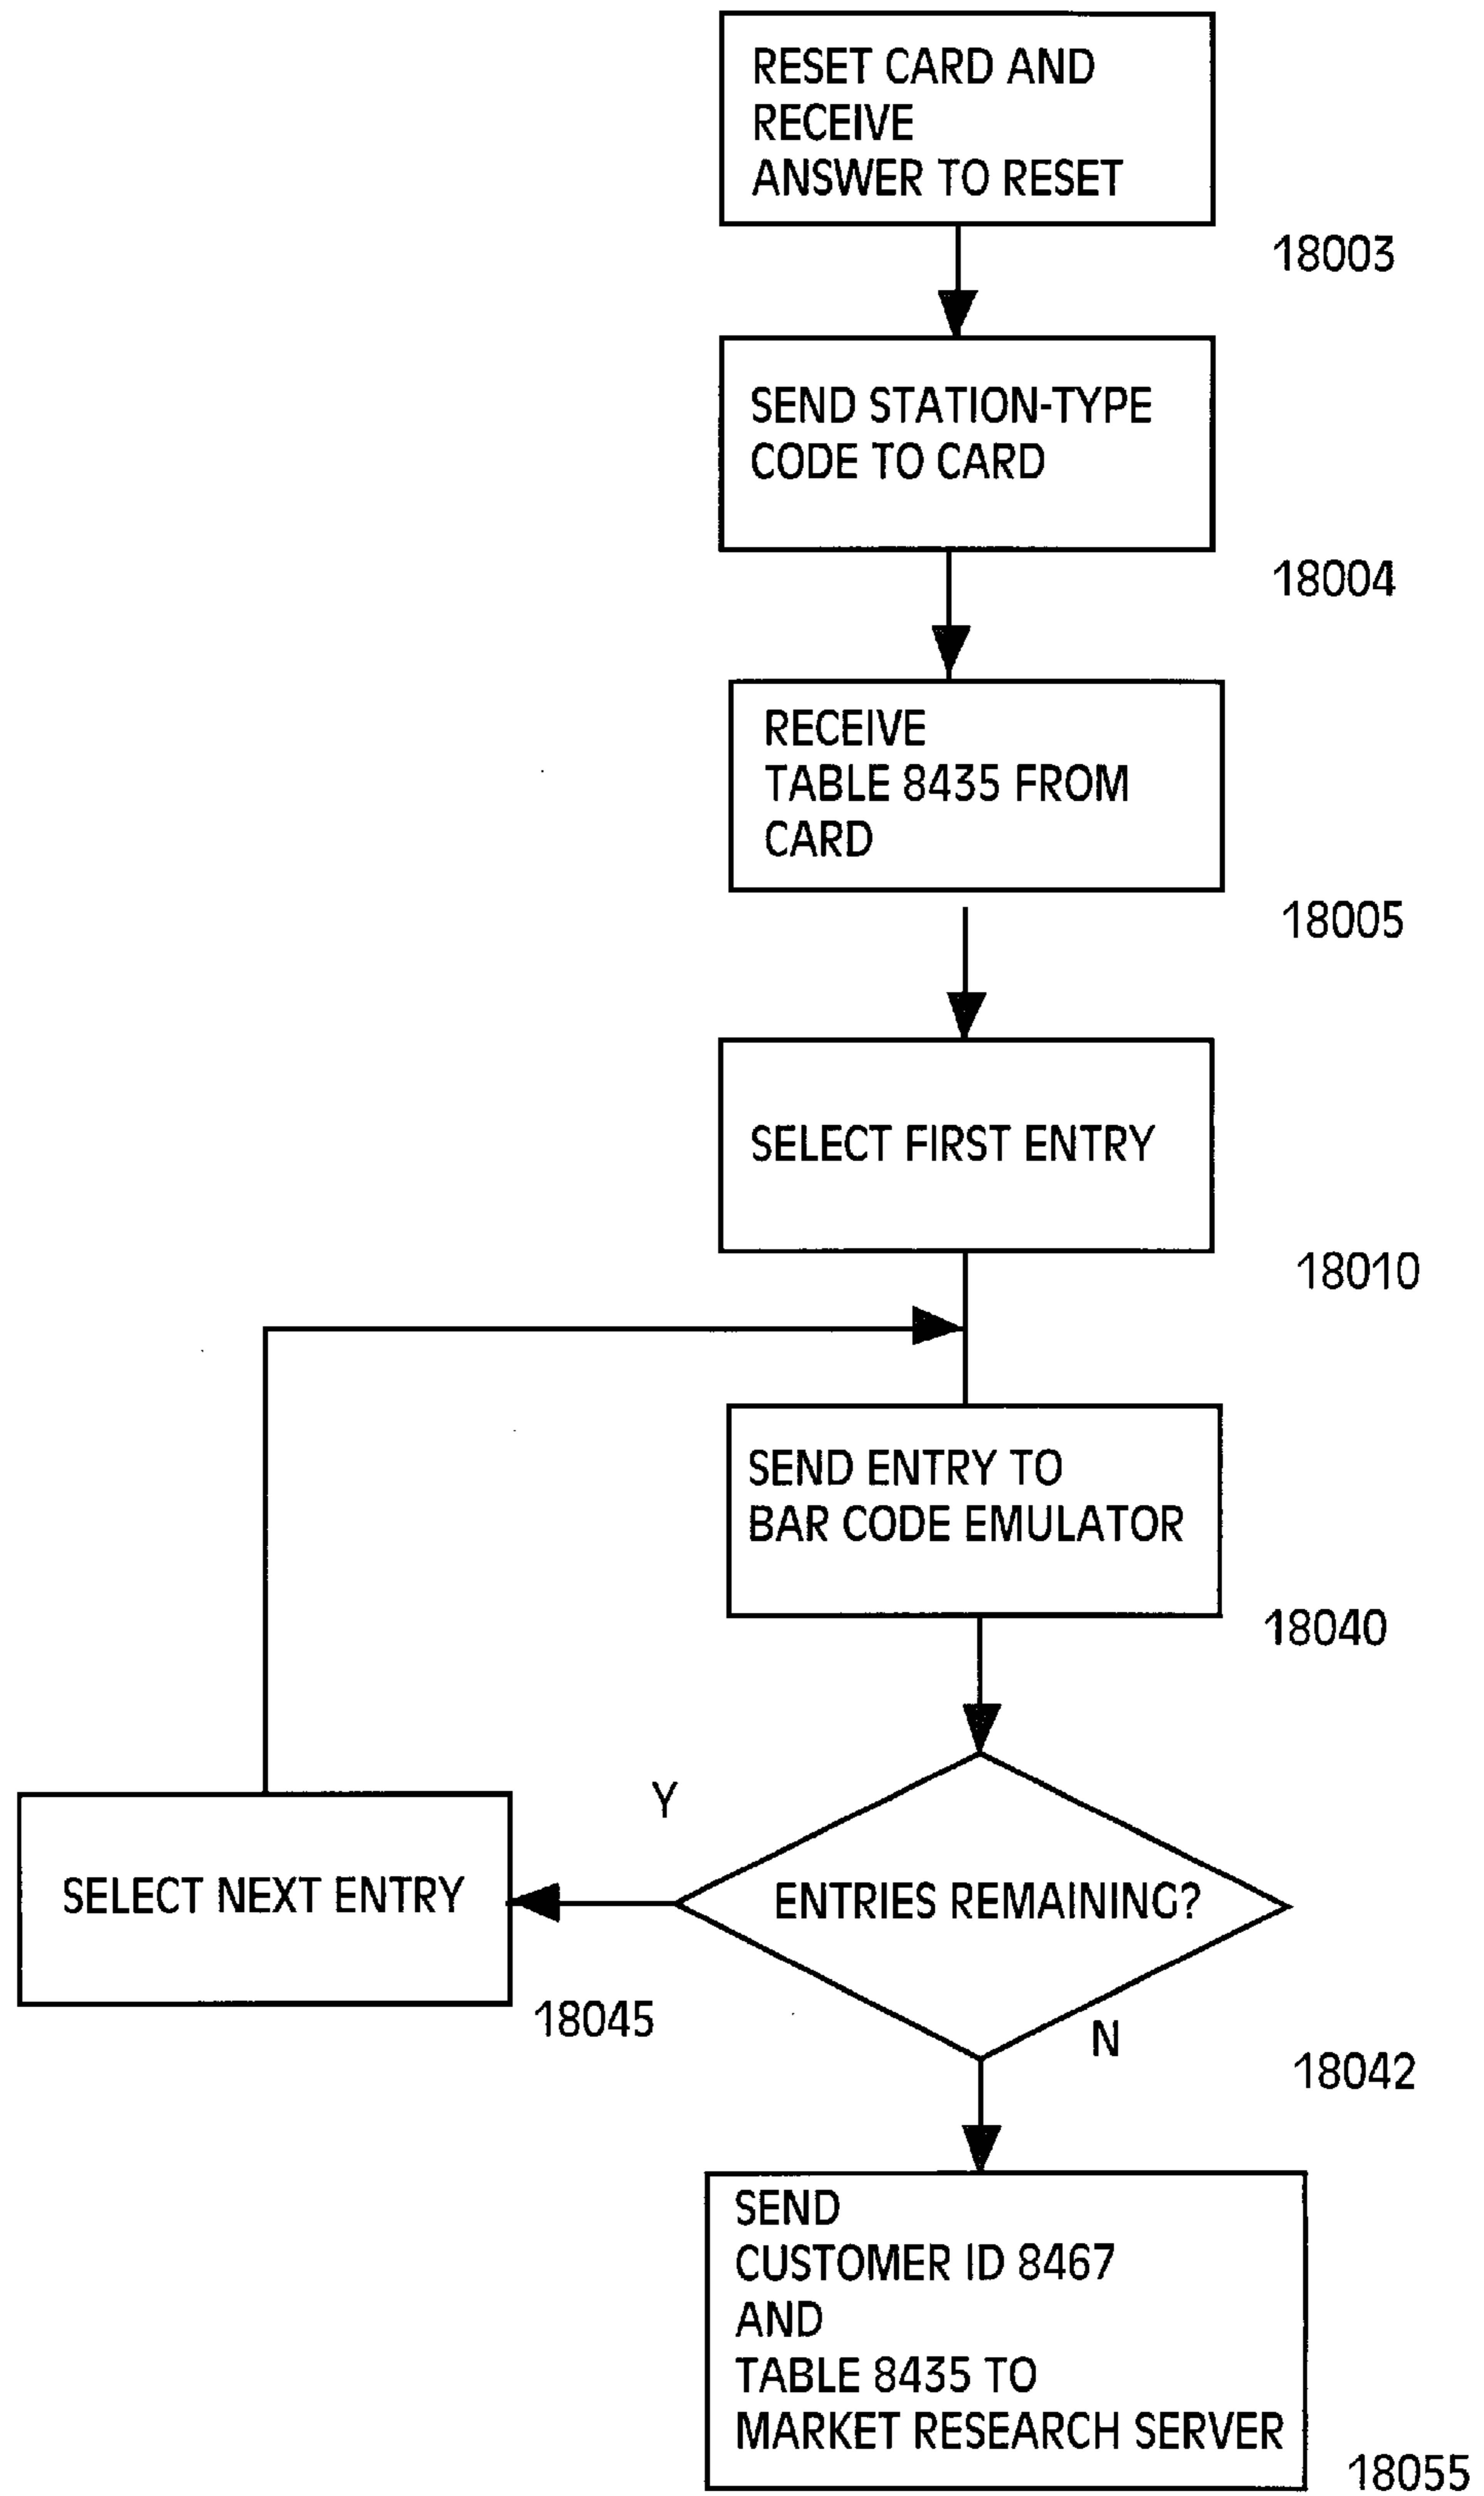 RESET CARD AND
RECEIVE
ANSWER TO RESET
18003
SEND STATION-TYPE
CODE TO CARD
18004
RECEIVE
TABLE 8435 FROM
CARD
18005
SELECT FIRST ENTRY
18010
SEND ENTRY TO
BAR CODE EMULATOR
18040
Y
SELECT NEXT ENTRY
ENTRIES REMAINING?
18045
N
18042
SEND
CUSTOMER ID 8467
AND
TABLE 8435 TO
MARKET RESEARCH SERVER
18055